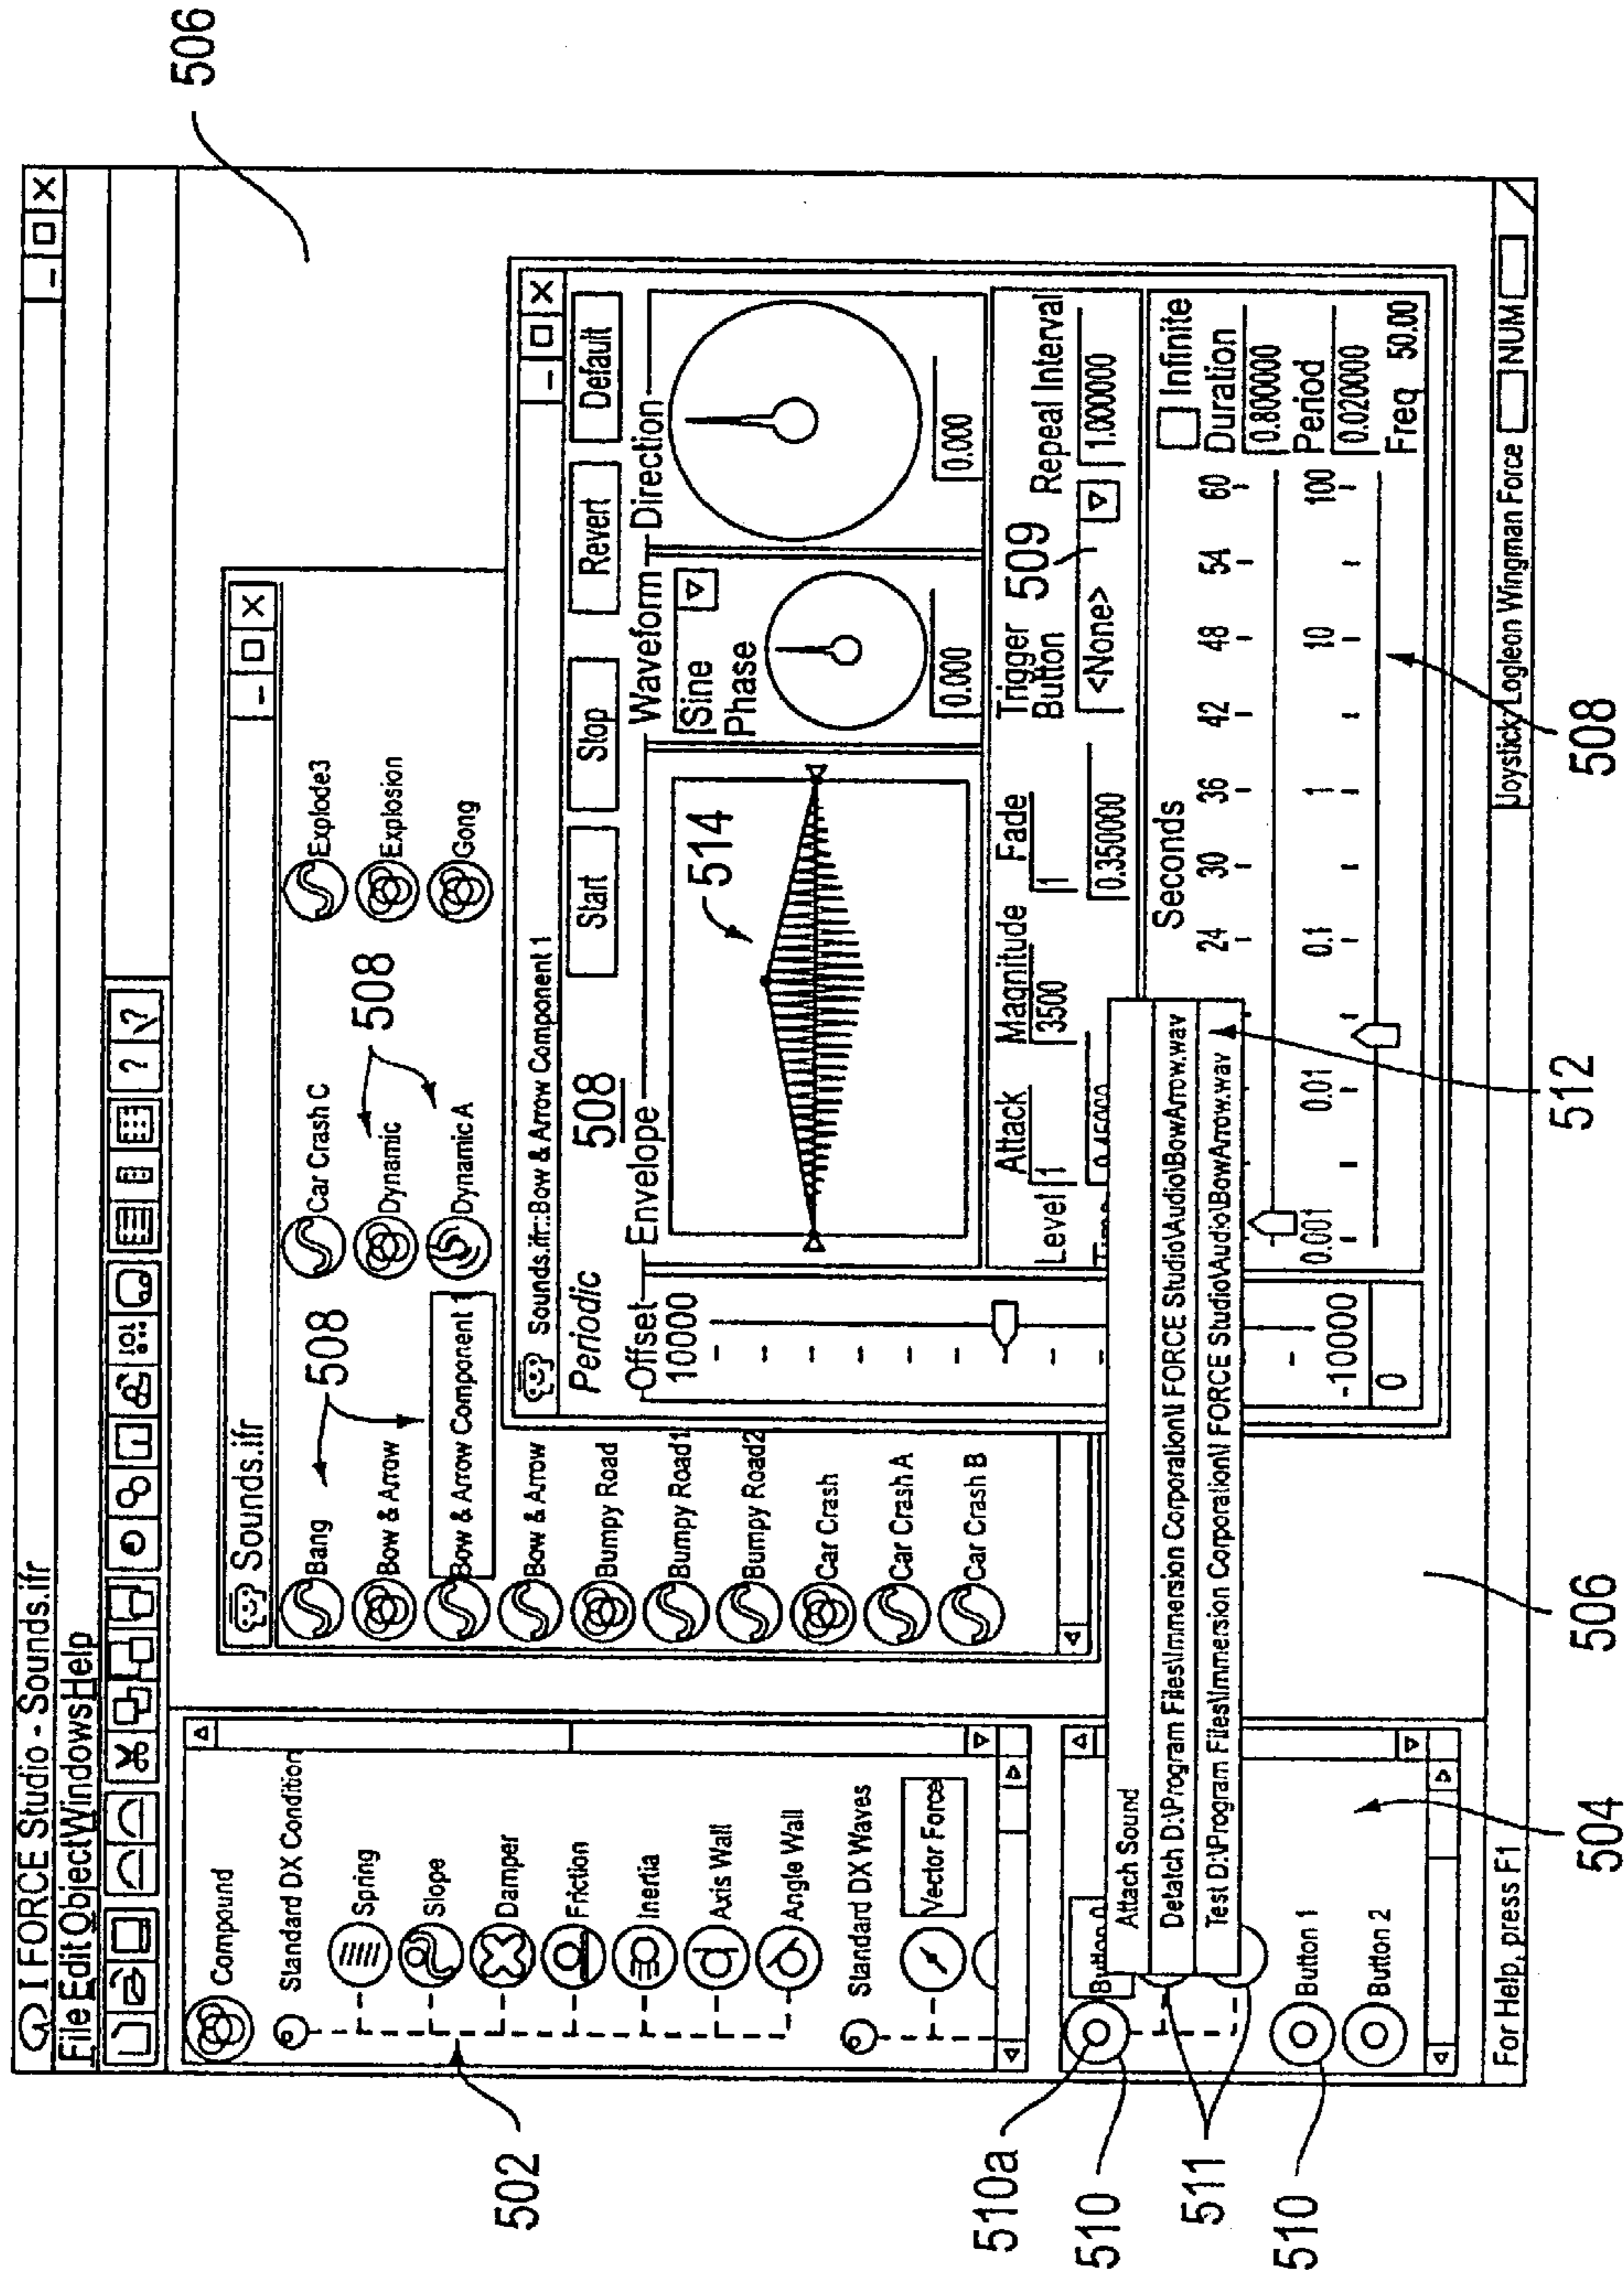 I FORCE Studio - Sounds.ifr
File Edit Object Windows Help
506
Compound
Standard DX Condition
Spring
Slope
Damper
Friction
Inertia
Axis Wall
Angle Wall
Standard DX Waves
Vector Force
502
Sounds.ifr
Bang
Bow & Arrow
Bow & Arrow Component 1
Bow & Arrow
Bumpy Road
Bumpy Road1
Bumpy Road2
Car Crash
Car Crash A
Car Crash B
508
Car Crash C
Dynamic
Dynamic A
508
Explode3
Explosion
Gong
Sounds.ifr::Bow & Arrow Component 1
Periodic
508
Start
Stop
Revert
Default
Offset
10000
-10000
0
Envelope
514
Waveform
Sine
Phase
0.000
Direction
0.000
Attack
Magnitude
Fade
Level
1
3500
1
0.350000
Trigger Button
509
<None>
Repeal Interval
1.000000
Seconds
24 30 36 42 48 54 60
Infinite
Duration
0.800000
0.001 0.01 0.1 1 10 100
Period
0.020000
Freq 50.00
508
Button 0
Attach Sound
Detatch D:\Program Files\Immersion Corporation\I FORCE Studio\Audio\BowArrow.wav
Test D:\Program Files\Immersion Corporation\I FORCE Studio\Audio\BowArrow.wav
512
Button 1
Button 2
510a
510
511
510
504
506
For Help, press F1
Joystick: Logleon Wingman Force
NUM